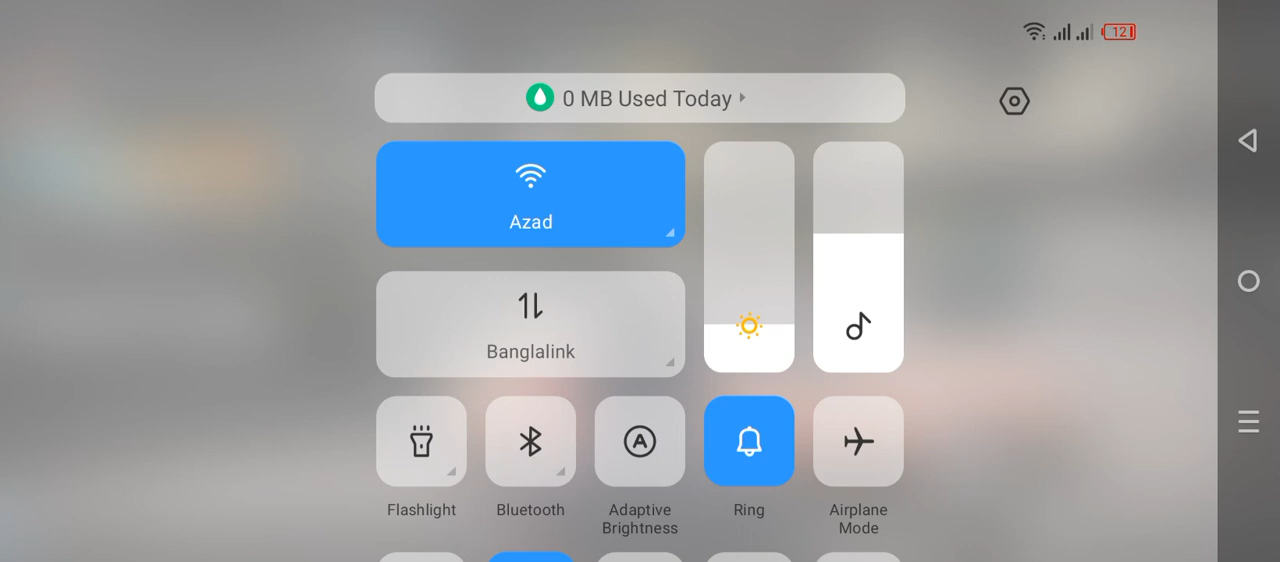 12
0 MB Used Today
Azad
Banglalink
Flashlight
Bluetooth
Adaptive
Brightness
Ring
Airplane
Mode